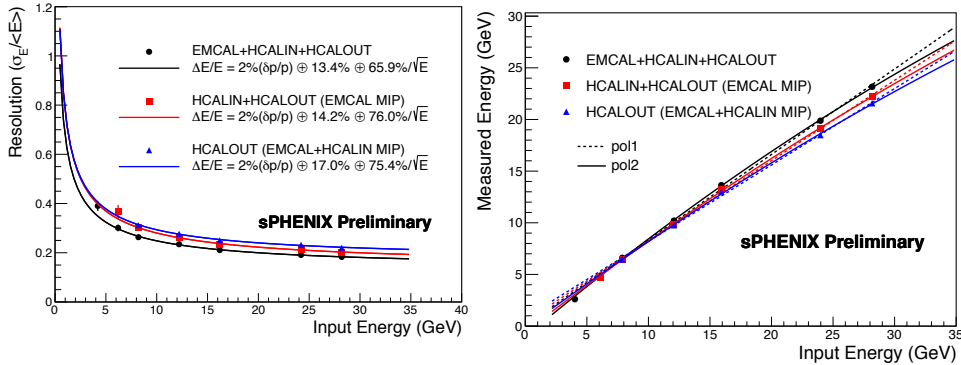 Resolution (σ_E/<E>)
1.2
1
0.8
0.6
0.4
0.2
0
EMCAL+HCALIN+HCALOUT
ΔE/E = 2%(δp/p) ⊕ 13.4% ⊕ 65.9%/√E
HCALIN+HCALOUT (EMCAL MIP)
ΔE/E = 2%(δp/p) ⊕ 14.2% ⊕ 76.0%/√E
HCALOUT (EMCAL+HCALIN MIP)
ΔE/E = 2%(δp/p) ⊕ 17.0% ⊕ 75.4%/√E
sPHENIX Preliminary
0 5 10 15 20 25 30 35 40
Input Energy (GeV)
Measured Energy (GeV)
30
25
20
15
10
5
0
EMCAL+HCALIN+HCALOUT
HCALIN+HCALOUT (EMCAL MIP)
HCALOUT (EMCAL+HCALIN MIP)
pol1
pol2
sPHENIX Preliminary
0 5 10 15 20 25 30 35
Input Energy (GeV)